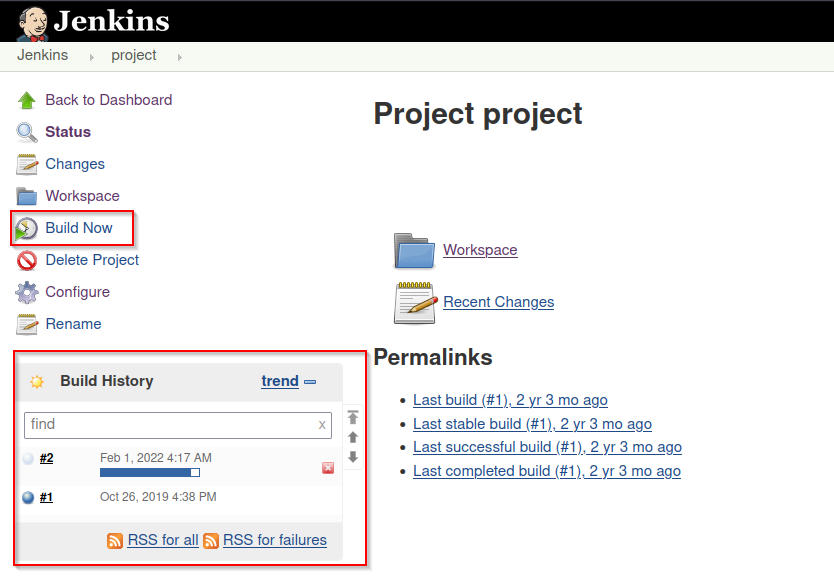 Jenkins
Jenkins project
Back to Dashboard
Status
Changes
Workspace
Build Now
Delete Project
Configure
Rename
Build History trend
find x
#2 Feb 1, 2022 4:17 AM
#1 Oct 26, 2019 4:38 PM
RSS for all RSS for failures
Project project
Workspace
Recent Changes
Permalinks
Last build (#1), 2 yr 3 mo ago
Last stable build (#1), 2 yr 3 mo ago
Last successful build (#1), 2 yr 3 mo ago
Last completed build (#1), 2 yr 3 mo ago